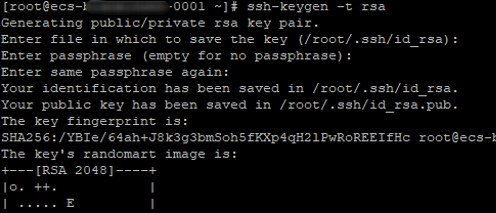 [root@ecs- -0001 ~]# ssh-keygen -t rsa
Generating public/private rsa key pair.
Enter file in which to save the key (/root/.ssh/id_rsa):
Enter passphrase (empty for no passphrase):
Enter same passphrase again:
Your identification has been saved in /root/.ssh/id_rsa.
Your public key has been saved in /root/.ssh/id_rsa.pub.
The key fingerprint is:
SHA256:/YBIe/64ah+J8k3g3bmSoh5fKXp4qH2lPwRoREEIfHc root@ecs-
The key's randomart image is:
+---[RSA 2048]----+
|o. ++.           |
| ..... E         |